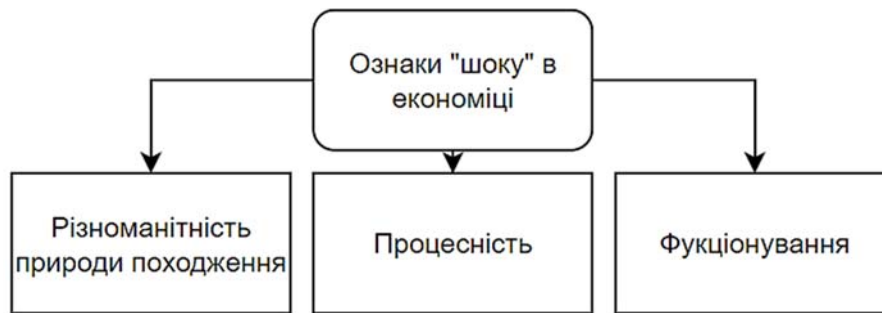 Ознаки "шоку" в
економіці
Різноманітність
природи походження
Процесність
Фукціонування